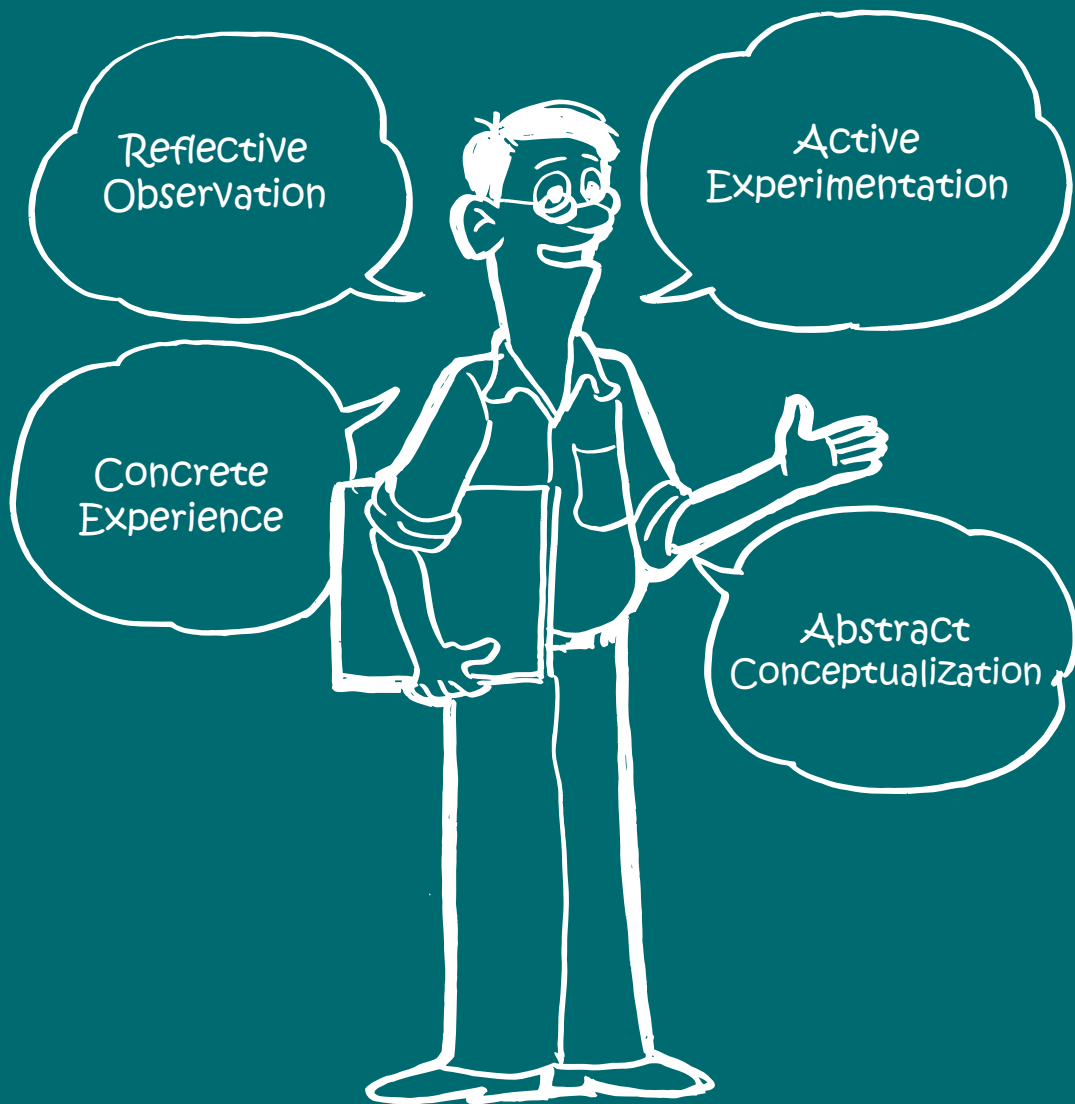 Reflective
Observation
Active
Experimentation
Concrete
Experience
Abstract
Conceptualization